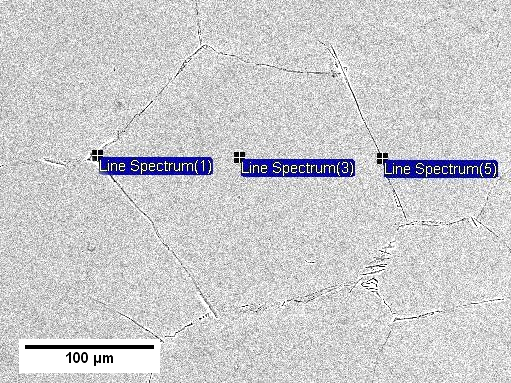 Line Spectrum(1)
Line Spectrum(3)
Line Spectrum(5)
100 µm